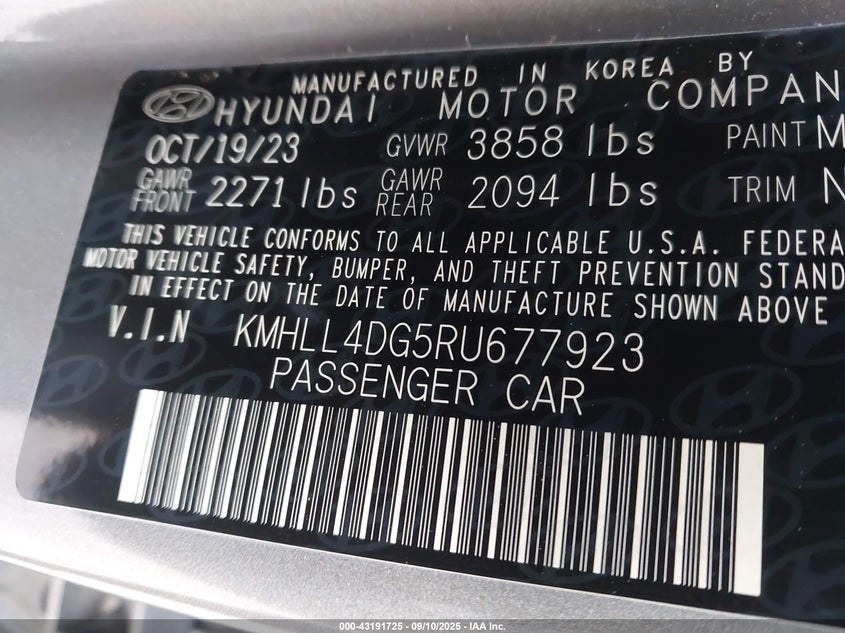 MANUFACTURED IN KOREA BY
HYUNDAI MOTOR COMPAN
OCT/19/23 GVWR 3858 lbs PAINT M
GAWR FRONT 2271 lbs GAWR REAR 2094 lbs TRIM N
THIS VEHICLE CONFORMS TO ALL APPLICABLE U.S.A. FEDERA
MOTOR VEHICLE SAFETY, BUMPER, AND THEFT PREVENTION STAND
IN EFFECT ON THE DATE OF MANUFACTURE SHOWN ABOVE
V.I.N KMHLL4DG5RU677923
PASSENGER CAR
000-43191725 - 09/10/2025 - IAA Inc.